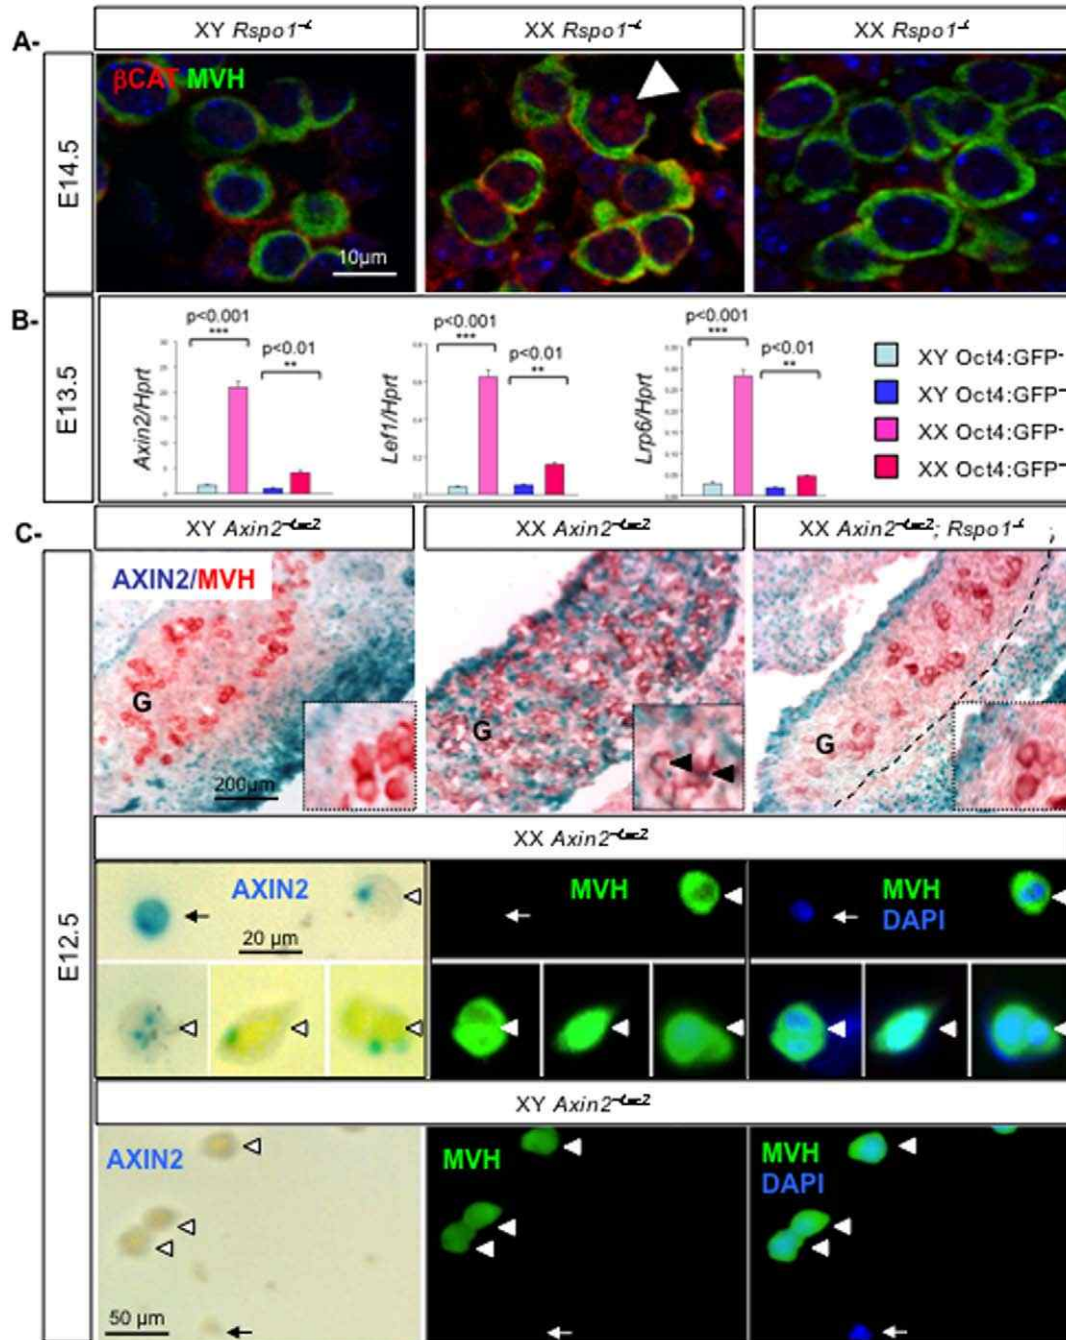 A-
XY Rspo1
XX Rspo1
XX Rspo1
E14.5
βCAT MVH
10µm
B-
E13.5
p<0.001
***
p<0.01
**
Axin2/Hprt
p<0.001
***
p<0.01
**
Lef1/Hprt
p<0.001
***
p<0.01
**
Lrp6/Hprt
XY Oct4:GFP-
XY Oct4:GFP
XX Oct4:GFP-
XX Oct4:GFP
C-
XY Axin2
XX Axin2
XX Axin2 ; Rspo1
E12.5
AXIN2/MVH
G
200µm
G
G
XX Axin2
AXIN2
20 µm
MVH
MVH
DAPI
XY Axin2
AXIN2
50 µm
MVH
MVH
DAPI